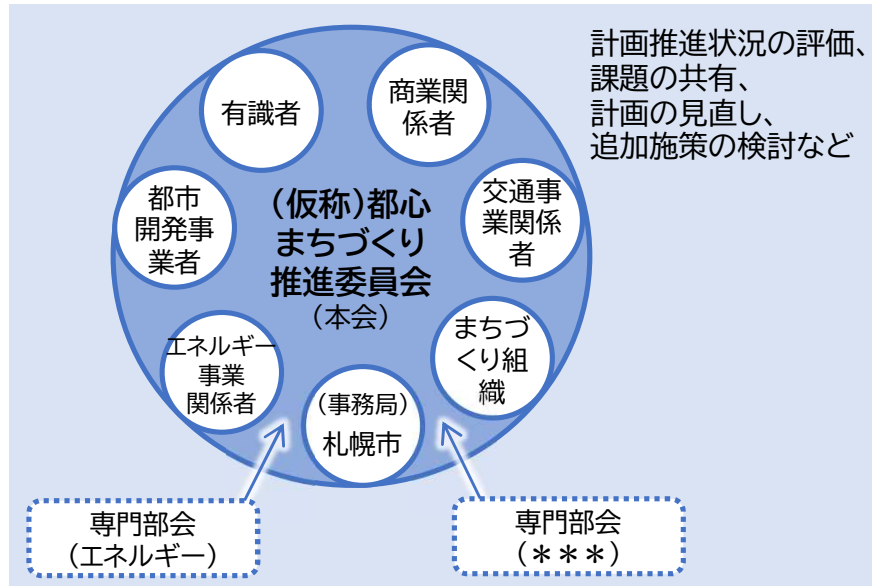 計画推進状況の評価、
課題の共有、
計画の見直し、
追加施策の検討など
有識者
商業関
係者
都市
開発事
業者
(仮称)都心
まちづくり
推進委員会
(本会)
交通事
業関係
者
エネルギー
事業
関係者
(事務局)
札幌市
まちづ
くり組
織
専門部会
(エネルギー)
専門部会
(＊＊＊)